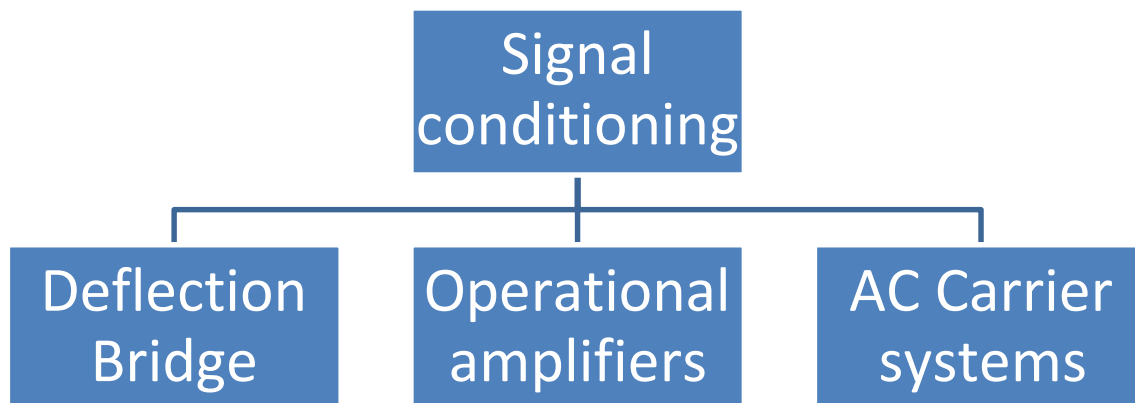 Signal
conditioning
Deflection
Bridge
Operational
amplifiers
AC Carrier
systems